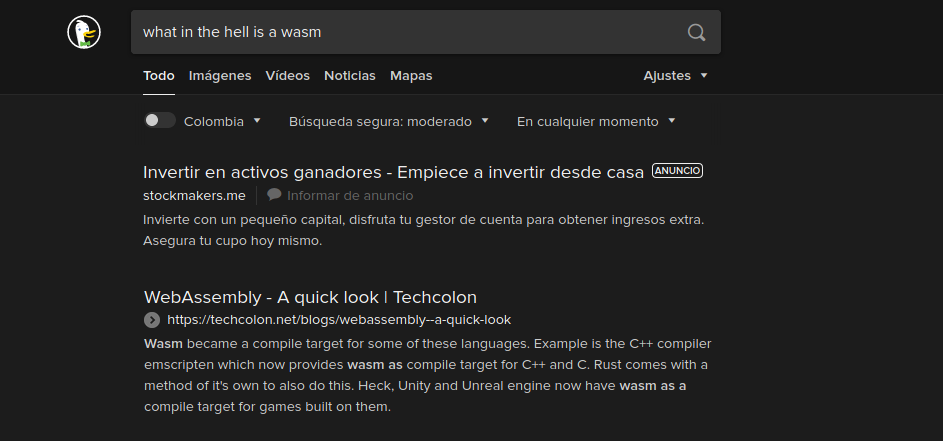 what in the hell is a wasm
Todo Imágenes Vídeos Noticias Mapas Ajustes
Colombia Búsqueda segura: moderado En cualquier momento
Invertir en activos ganadores - Empiece a invertir desde casa ANUNCIO
stockmakers.me Informar de anuncio
Invierte con un pequeño capital, disfruta tu gestor de cuenta para obtener ingresos extra.
Asegura tu cupo hoy mismo.
WebAssembly - A quick look | Techcolon
https://techcolon.net/blogs/webassembly--a-quick-look
Wasm became a compile target for some of these languages. Example is the C++ compiler
emscripten which now provides wasm as compile target for C++ and C. Rust comes with a
method of it's own to also do this. Heck, Unity and Unreal engine now have wasm as a
compile target for games built on them.